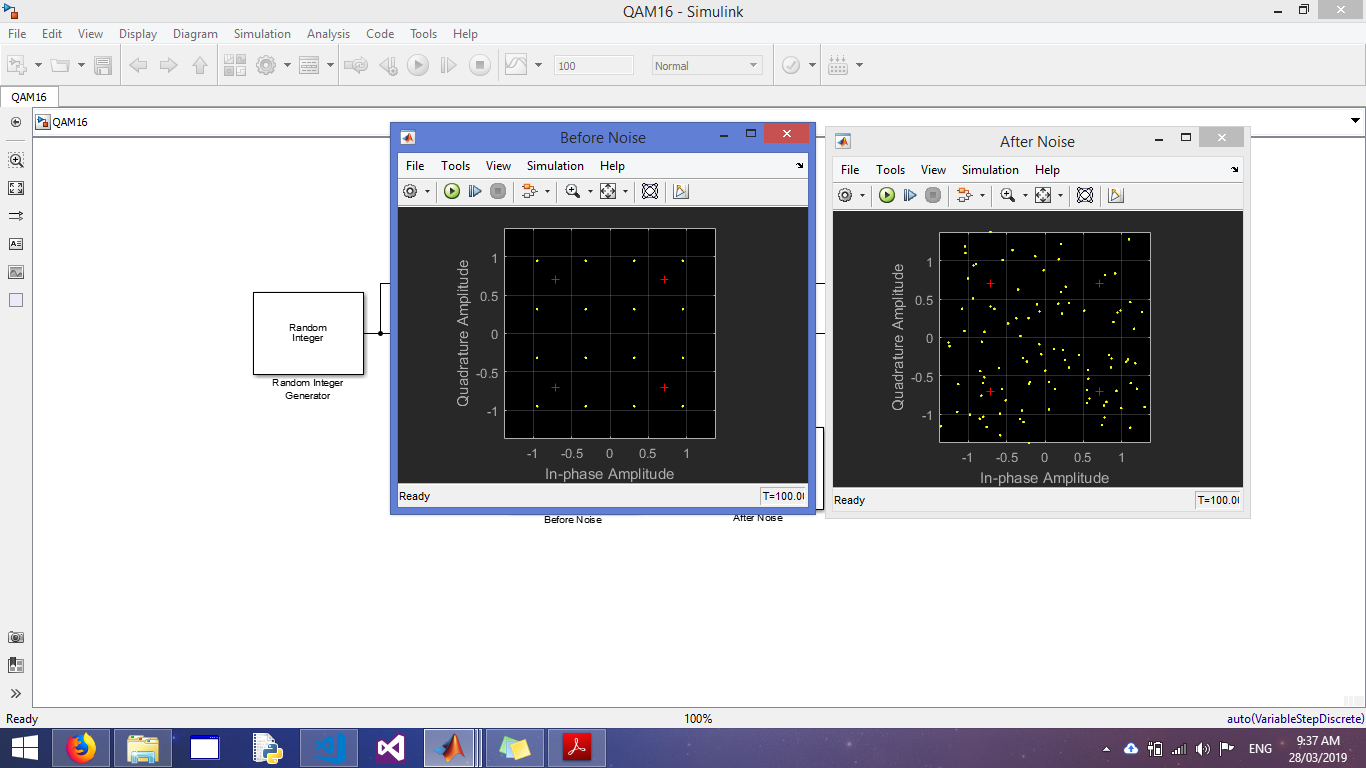 QAM16 - Simulink
File Edit View Display Diagram Simulation Analysis Code Tools Help
100 Normal
QAM16
QAM16
Random
Integer
Random Integer
Generator
Before Noise
File Tools View Simulation Help
Quadrature Amplitude
1
0.5
0
-0.5
-1
-1 -0.5 0 0.5 1
In-phase Amplitude
Ready T=100.0
Before Noise
After Noise
File Tools View Simulation Help
Quadrature Amplitude
1
0.5
0
-0.5
-1
-1 -0.5 0 0.5 1
In-phase Amplitude
Ready T=100.0
After Noise
Ready 100% auto(VariableStepDiscrete)
ENG 9:37 AM
28/03/2019